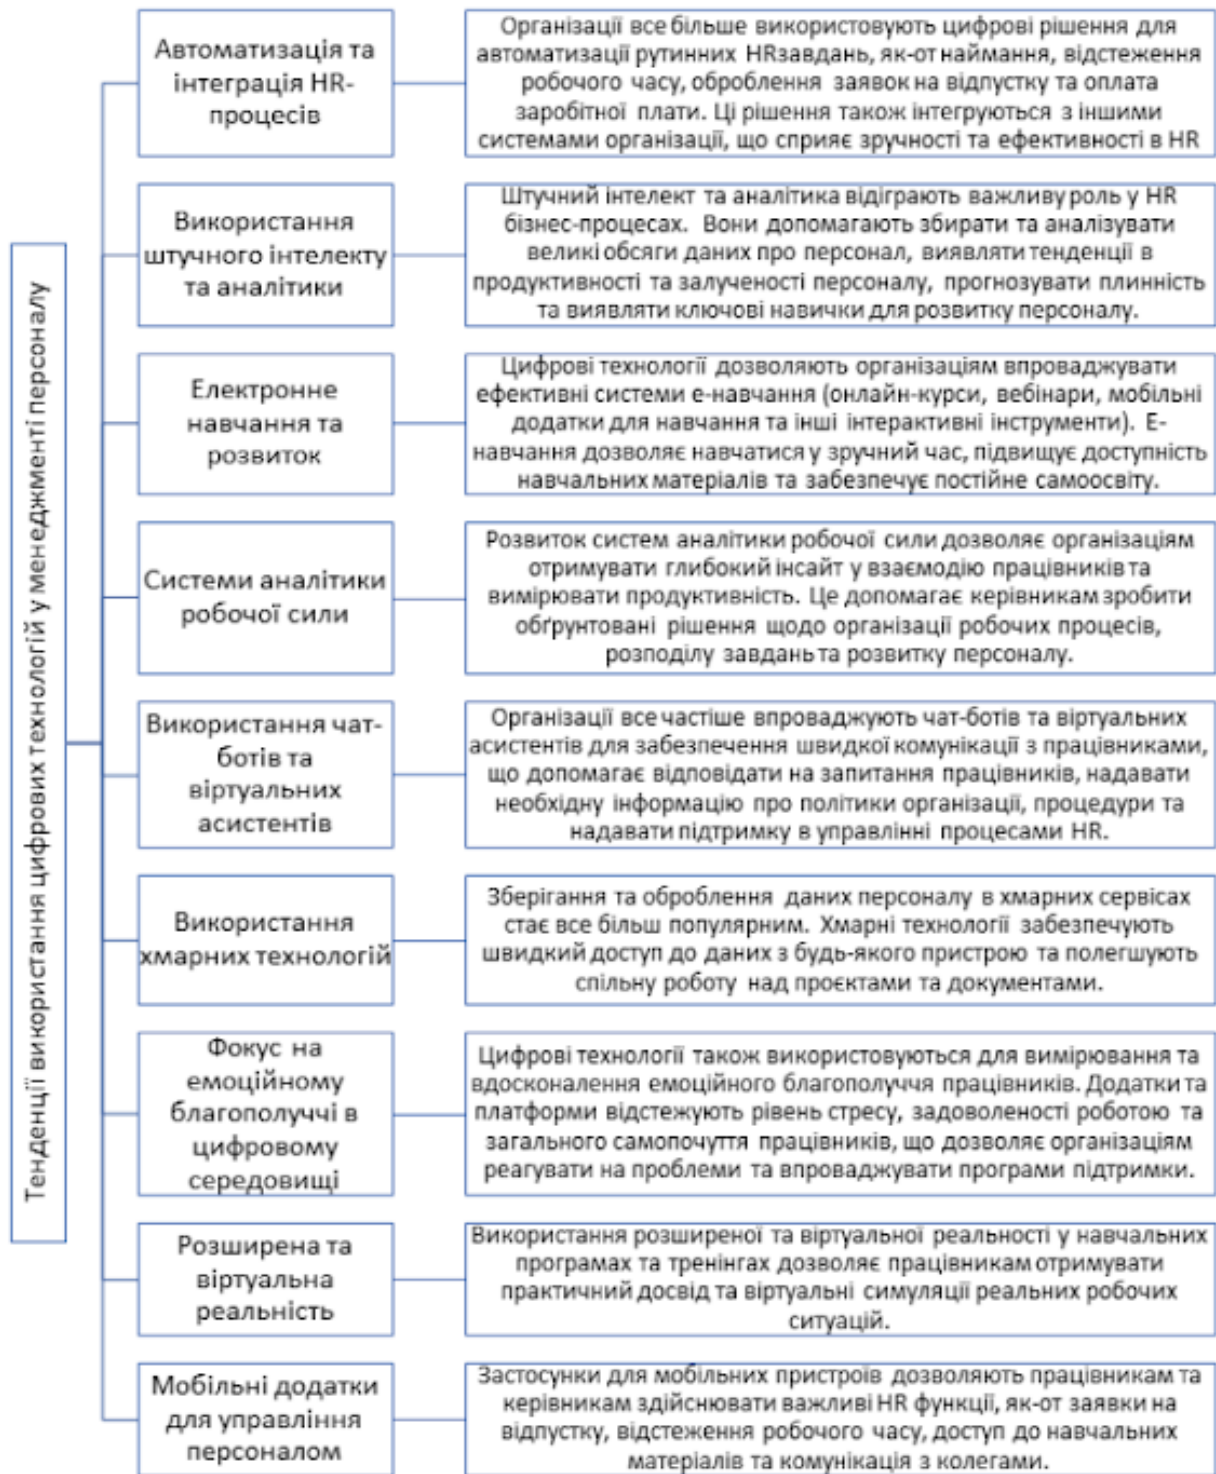 Тенденції використання цифрових технологій у менеджменті персоналу
Автоматизація та
інтеграція HR-
процесів
Організації все більше використовують цифрові рішення для
автоматизації рутинних HRзавдань, як-от наймання, відстеження
робочого часу, оброблення заявок на відпустку та оплата
заробітної плати. Ці рішення також інтегруються з іншими
системами організації, що сприяє зручності та ефективності в HR
Використання
штучного інтелекту
та аналітики
Штучний інтелект та аналітика відіграють важливу роль у HR
бізнес-процесах. Вони допомагають збирати та аналізувати
великі обсяги даних про персонал, виявляти тенденції в
продуктивності та залученості персоналу, прогнозувати плинність
та виявляти ключові навички для розвитку персоналу.
Електронне
навчання та
розвиток
Цифрові технології дозволяють організаціям впроваджувати
ефективні системи е-навчання (онлайн-курси, вебінари, мобільні
додатки для навчання та інші інтерактивні інструменти). Е-
навчання дозволяє навчатися у зручний час, підвищує доступність
навчальних матеріалів та забезпечує постійне самоосвіту.
Системи аналітики
робочої сили
Розвиток систем аналітики робочої сили дозволяє організаціям
отримувати глибокий інсайт у взаємодію працівників та
вимірювати продуктивність. Це допомагає керівникам зробити
обґрунтовані рішення щодо організації робочих процесів,
розподілу завдань та розвитку персоналу.
Використання чат-
ботів та
віртуальних
асистентів
Організації все частіше впроваджують чат-ботів та віртуальних
асистентів для забезпечення швидкої комунікації з працівниками,
що допомагає відповідати на запитання працівників, надавати
необхідну інформацію про політики організації, процедури та
надавати підтримку в управлінні процесами HR.
Використання
хмарних технологій
Зберігання та оброблення даних персоналу в хмарних сервісах
стає все більш популярним. Хмарні технології забезпечують
швидкий доступ до даних з будь-якого пристрою та полегшують
спільну роботу над проєктами та документами.
Фокус на
емоційному
благополуччі в
цифровому
середовищі
Цифрові технології також використовуються для вимірювання та
вдосконалення емоційного благополуччя працівників. Додатки та
платформи відстежують рівень стресу, задоволеності роботою та
загального самопочуття працівників, що дозволяє організаціям
реагувати на проблеми та впроваджувати програми підтримки.
Розширена та
віртуальна
реальність
Використання розширеної та віртуальної реальності у навчальних
програмах та тренінгах дозволяє працівникам отримувати
практичний досвід та віртуальні симуляції реальних робочих
ситуацій.
Мобільні додатки
для управління
персоналом
Застосунки для мобільних пристроїв дозволяють працівникам та
керівникам здійснювати важливі HR функції, як-от заявки на
відпустку, відстеження робочого часу, доступ до навчальних
матеріалів та комунікація з колегами.